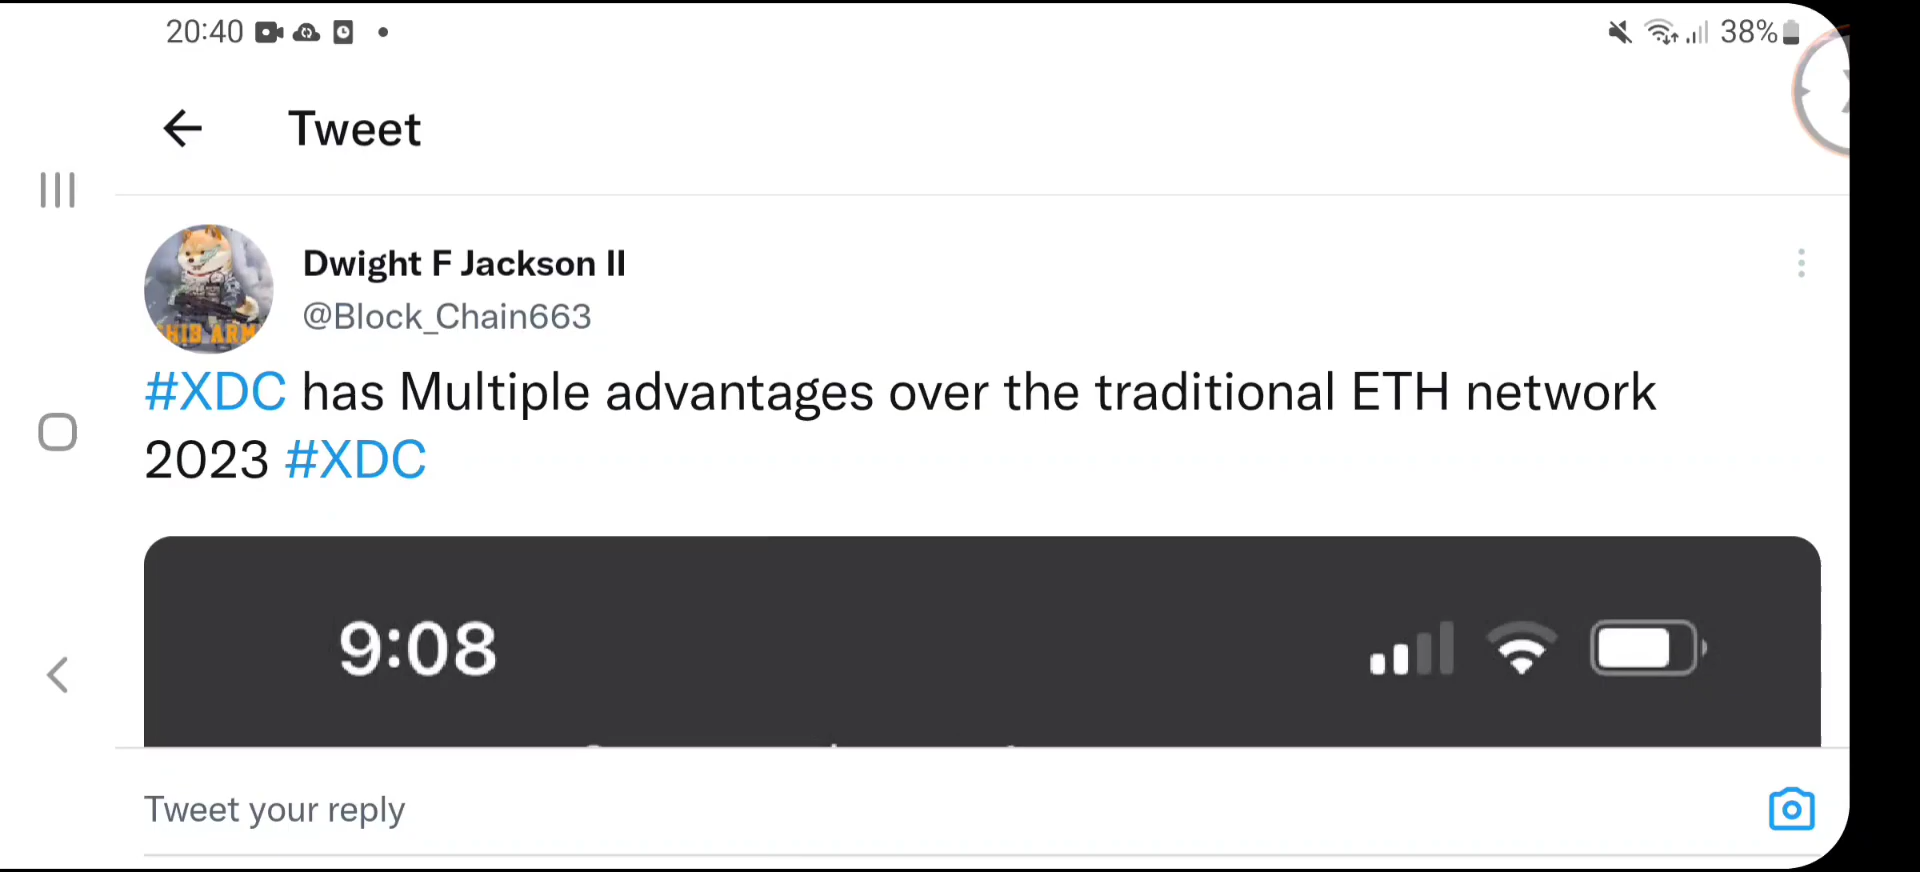 20:40
38%
Tweet
Dwight F Jackson II
@Block_Chain663
#XDC has Multiple advantages over the traditional ETH network
2023 #XDC
9:08
Tweet your reply